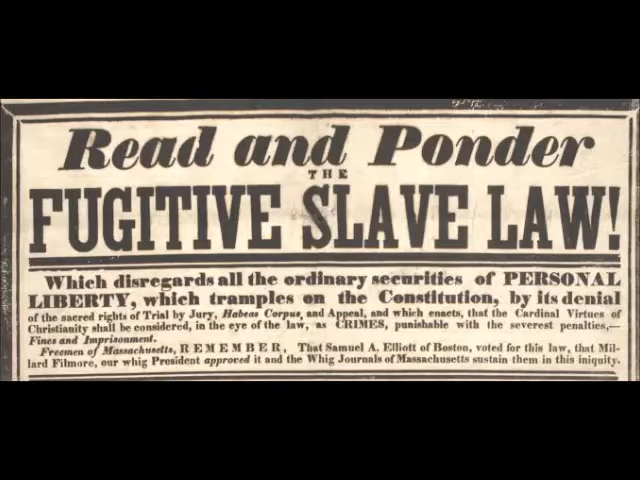 Read and Ponder
THE
FUGITIVE SLAVE LAW!
Which disregards all the ordinary securities of PERSONAL
LIBERTY, which tramples on the Constitution, by its denial
of the sacred rights of Trial by Jury, Habeas Corpus, and Appeal, and which enacts, that the Cardinal Virtues of
Christianity shall be considered, in the eye of the law, as CRIMES, punishable with the severest penalties,—
Fines and Imprisonment.
Freemen of Massachusetts, REMEMBER, That Samuel A. Elliott of Boston, voted for this law, that Mil-
lard Filmore, our whig President approved it and the Whig Journals of Massachusetts sustain them in this iniquity.